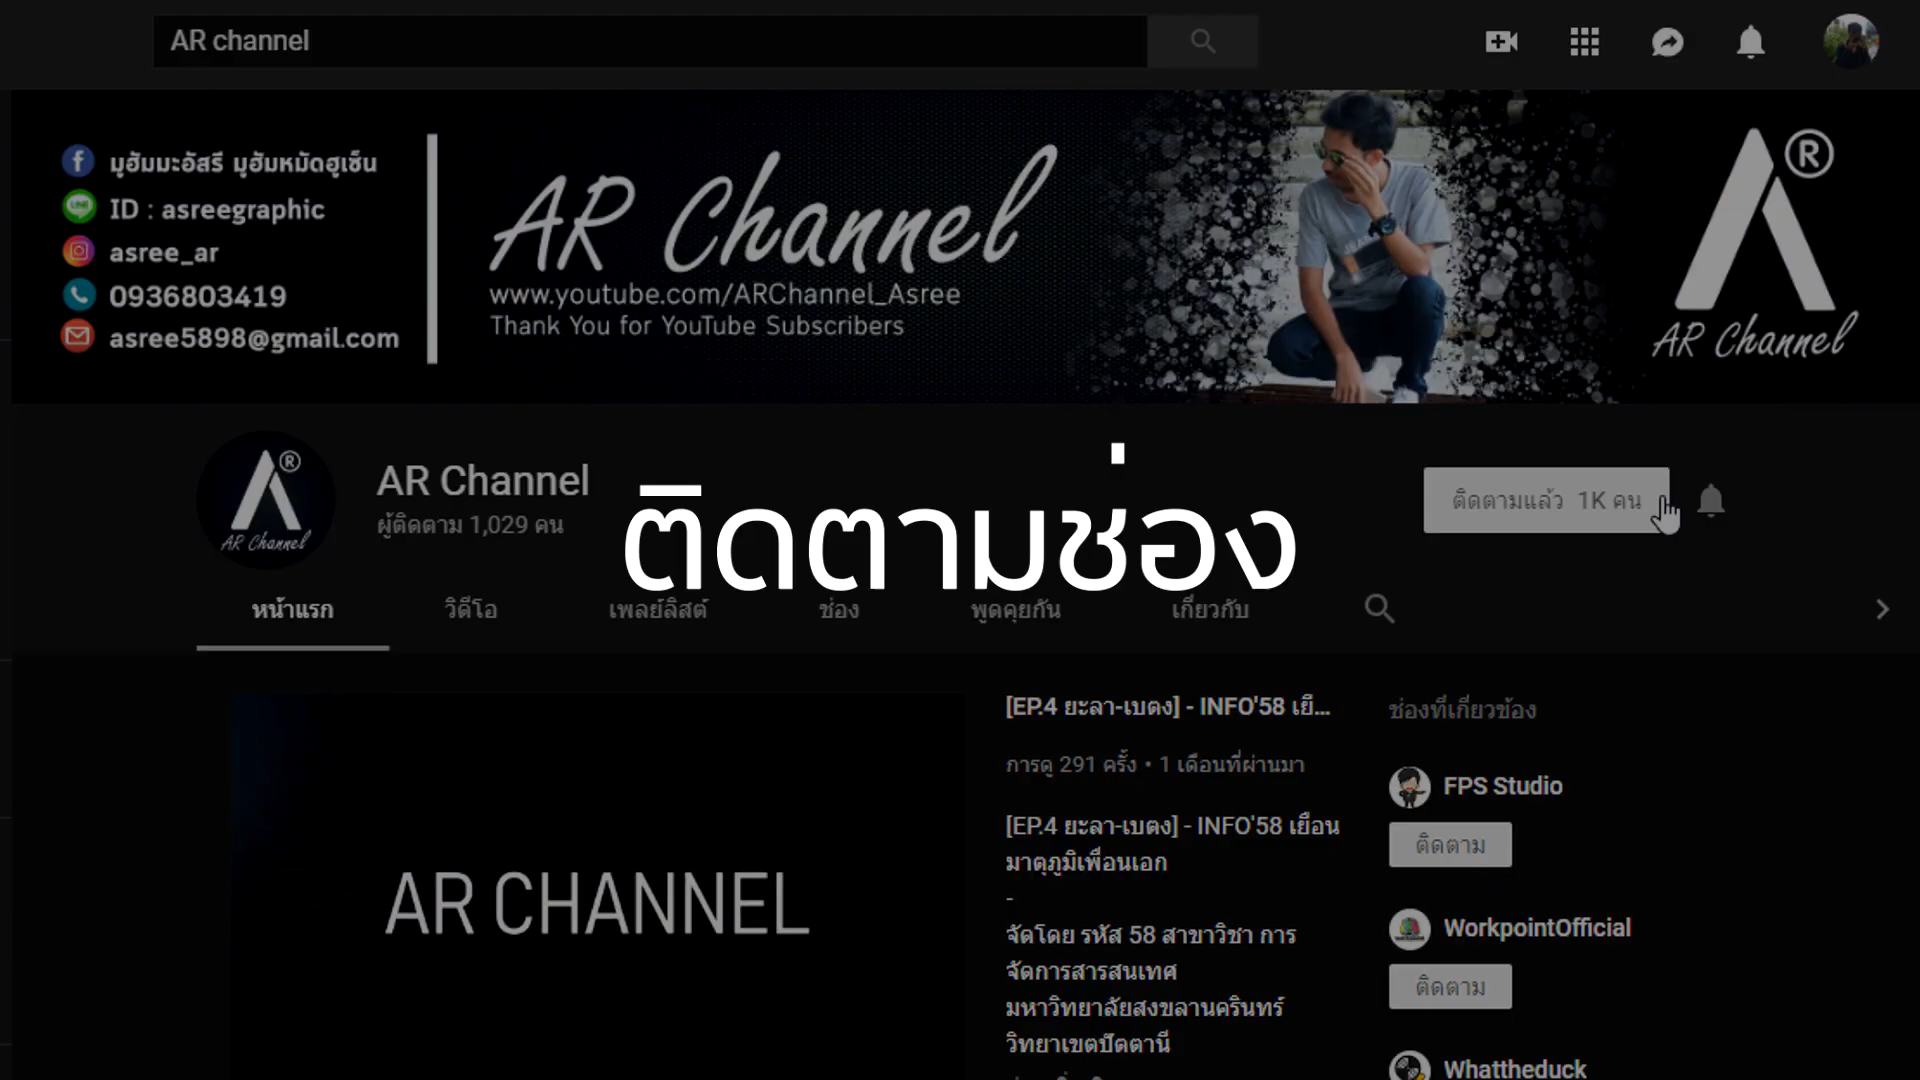 AR channel
มูฮัมมะอัสรี มูฮัมหมัดฮูเซ็น
ID : asreegraphic
asree_ar
0936803419
asree5898@gmail.com
AR Channel
www.youtube.com/ARChannel_Asree
Thank You for YouTube Subscribers
®
AR Channel
®
AR Channel
AR Channel
ผู้ติดตาม 1,029 คน
ติดตามช่อง
ติดตามแล้ว 1K คน
หน้าแรก วิดีโอ เพลย์ลิสต์ ช่อง พูดคุยกัน เกี่ยวกับ
AR CHANNEL
[EP.4 ยะลา-เบตง] - INFO'58 เยื...
การดู 291 ครั้ง • 1 เดือนที่ผ่านมา
[EP.4 ยะลา-เบตง] - INFO'58 เยือน
มาตุภูมิเพื่อนเอก
-
จัดโดย รหัส 58 สาขาวิชา การ
จัดการสารสนเทศ
มหาวิทยาลัยสงขลานครินทร์
วิทยาเขตปัตตานี
ช่องที่เกี่ยวข้อง
FPS Studio
ติดตาม
WorkpointOfficial
ติดตาม
Whattheduck